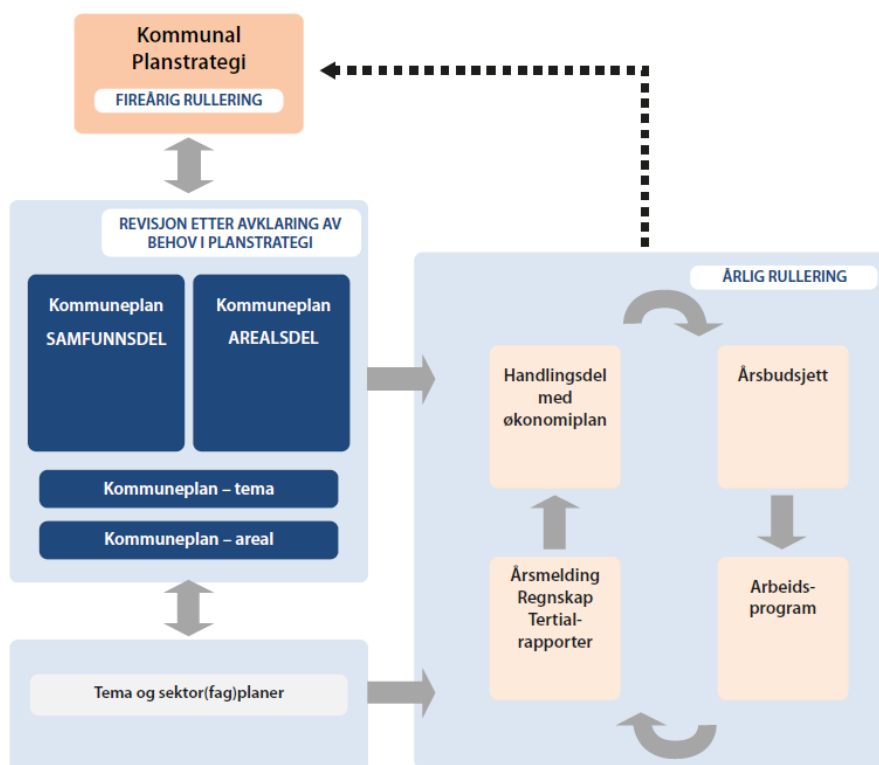 Kommunal
Planstrategi
FIREÅRIG RULLERING
REVISJON ETTER AVKLARING AV
BEHOV I PLANSTRATEGI
Kommuneplan
SAMFUNNSDEL
Kommuneplan
AREALSDEL
Kommuneplan – tema
Kommuneplan – areal
Tema og sektor(fag)planer
ÅRLIG RULLERING
Handlingsdel
med
økonomiplan
Årsbudsjett
Årsmelding
Regnskap
Tertial-
rapporter
Arbeids-
program